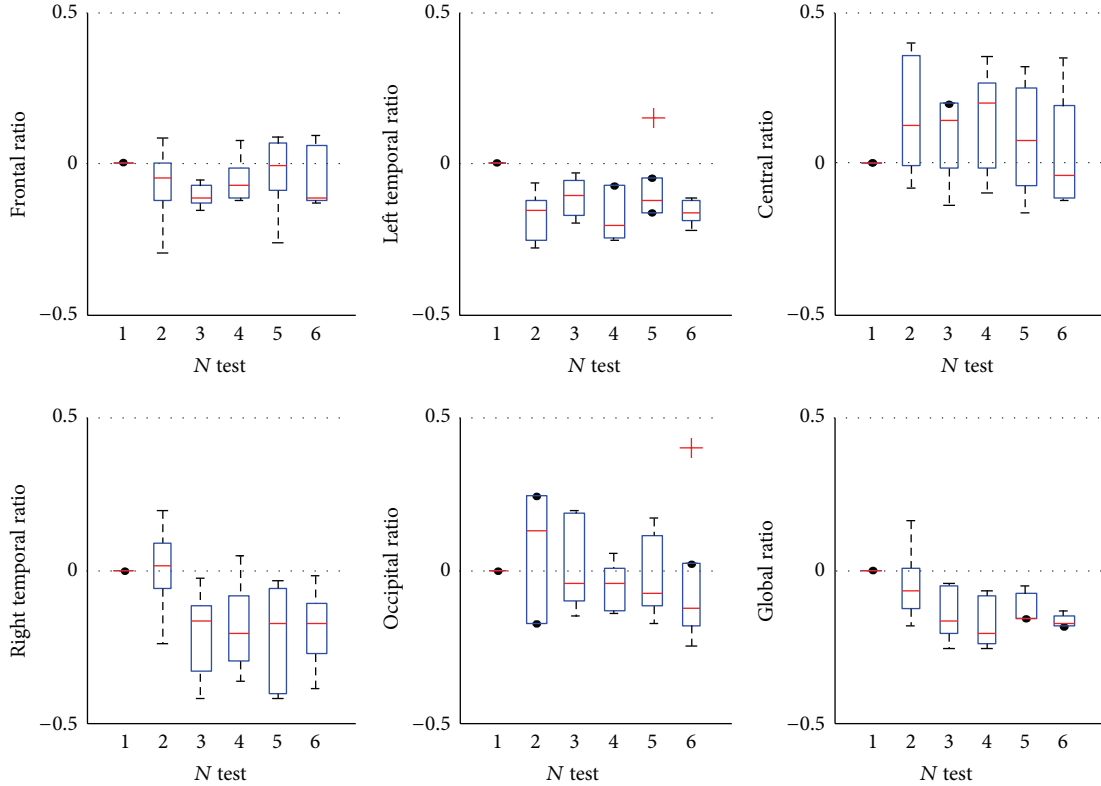 0.5
Frontal ratio
0
−0.5
1 2 3 4 5 6
N test
0.5
Left temporal ratio
0
−0.5
1 2 3 4 5 6
N test
0.5
Central ratio
0
−0.5
1 2 3 4 5 6
N test
0.5
Right temporal ratio
0
−0.5
1 2 3 4 5 6
N test
0.5
Occipital ratio
0
−0.5
1 2 3 4 5 6
N test
0.5
Global ratio
0
−0.5
1 2 3 4 5 6
N test